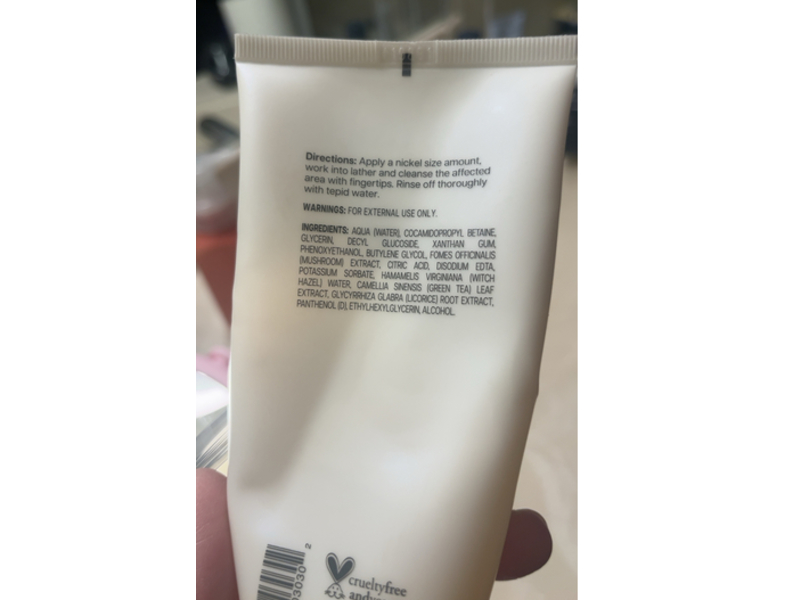 Directions: Apply a nickel size amount,
work into lather and cleanse the affected
area with fingertips. Rinse off thoroughly
with tepid water.
WARNINGS: FOR EXTERNAL USE ONLY.
INGREDIENTS: AQUA (WATER), COCAMIDOPROPYL BETAINE,
GLYCERIN, DECYL GLUCOSIDE, XANTHAN GUM,
PHENOXYETHANOL, BUTYLENE GLYCOL, FOMES OFFICINALIS
(MUSHROOM) EXTRACT, CITRIC ACID, DISODIUM EDTA,
POTASSIUM SORBATE, HAMAMELIS VIRGINIANA (WITCH
HAZEL) WATER, CAMELLIA SINENSIS (GREEN TEA) LEAF
EXTRACT, GLYCYRRHIZA GLABRA (LICORICE) ROOT EXTRACT,
PANTHENOL (D), ETHYLHEXYLGLYCERIN, ALCOHOL.
2
crueltyfree